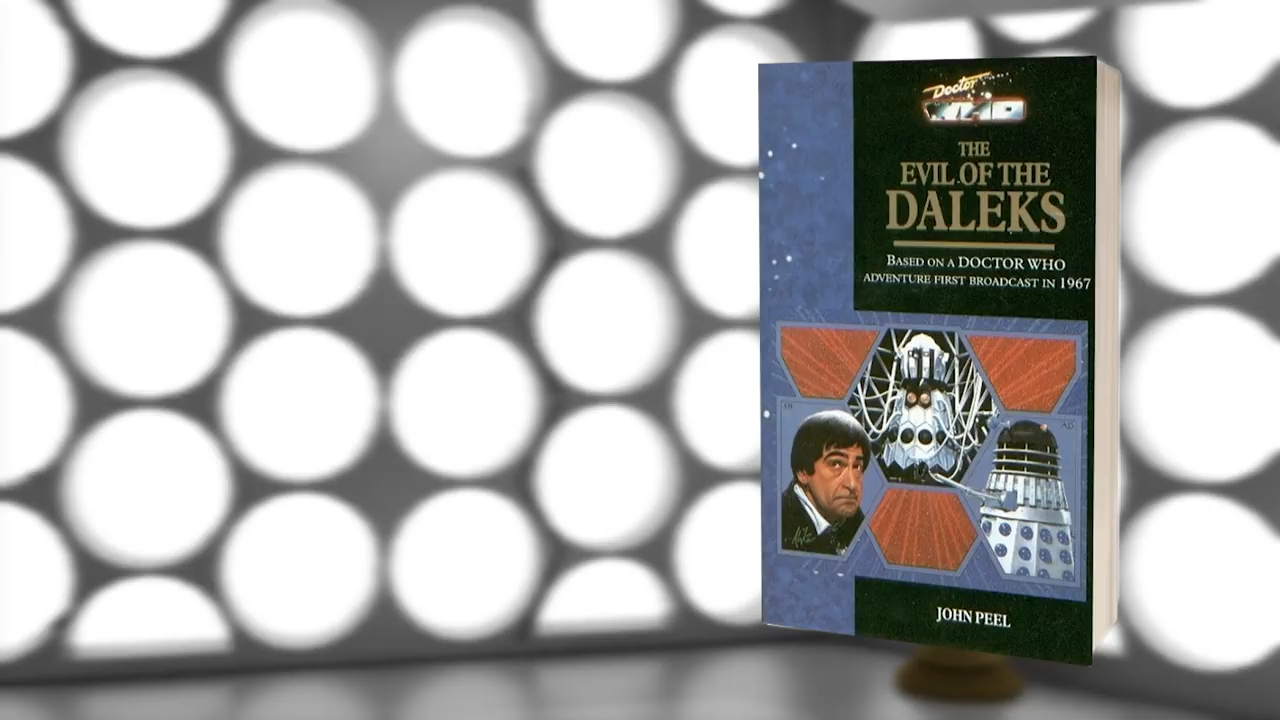 Doctor
WHO
THE
EVIL OF THE
DALEKS
BASED ON A DOCTOR WHO
ADVENTURE FIRST BROADCAST IN 1967
JOHN PEEL